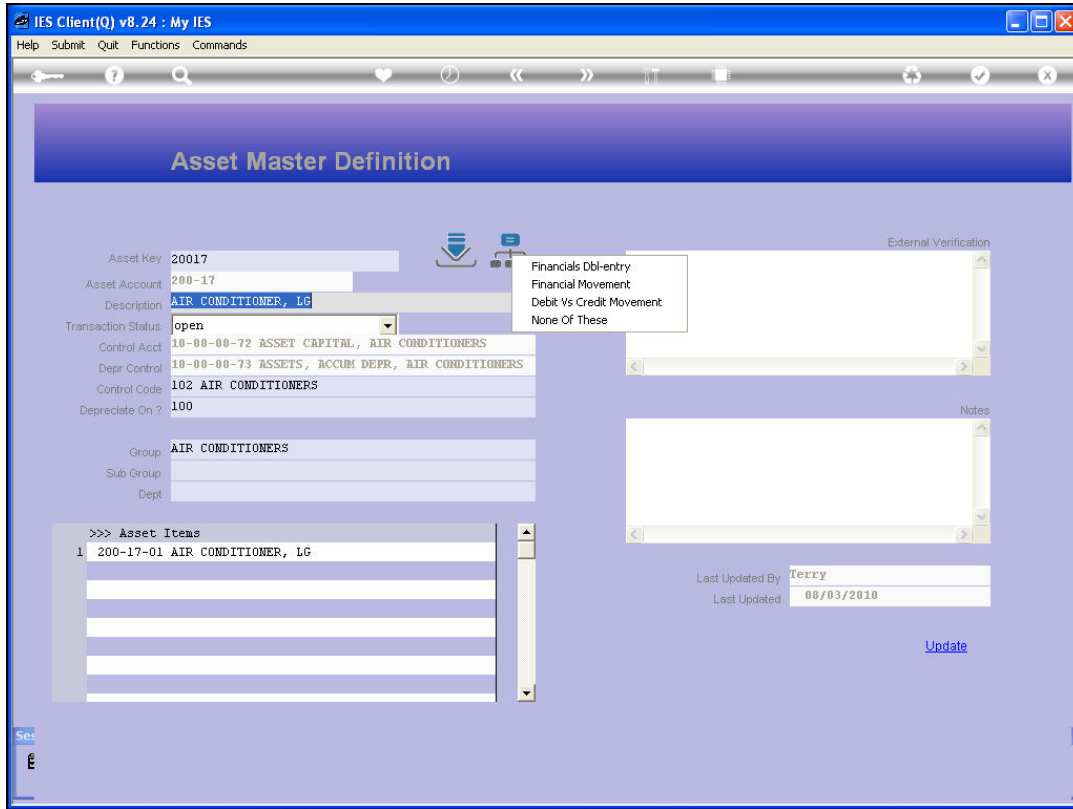 IES Client(Q) v8.24 : My IES
Help Submit Quit Functions Commands
Asset Master Definition
External Verification
Asset Key 20017
Asset Account 200-17
Description AIR CONDITIONER, LG
Transaction Status open
Control Acct 10-00-00-72 ASSET CAPITAL, AIR CONDITIONERS
Depr Control 10-00-00-73 ASSETS, ACCUM DEPR, AIR CONDITIONERS
Control Code 102 AIR CONDITIONERS
Depreciate On ? 100
Financials Dbl-entry
Financial Movement
Debit Vs Credit Movement
None Of These
Notes
Group AIR CONDITIONERS
Sub Group
Dept
>>> Asset Items
1 200-17-01 AIR CONDITIONER, LG
Last Updated By Terry
Last Updated 08/03/2010
Update
Ses